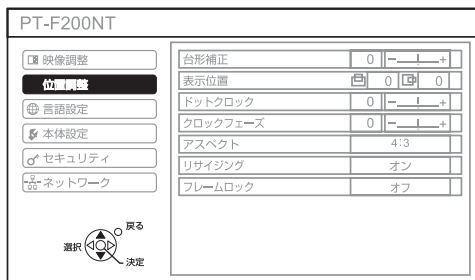 PT-F200NT
映像調整
位置調整
言語設定
本体設定
セキュリティ
ネットワーク
台形補正 0 - +
表示位置 0 0
ドットクロック 0 - +
クロックフェーズ 0 - +
アスペクト 4:3
リサイジング オン
フレームロック オフ
戻る
選択
決定